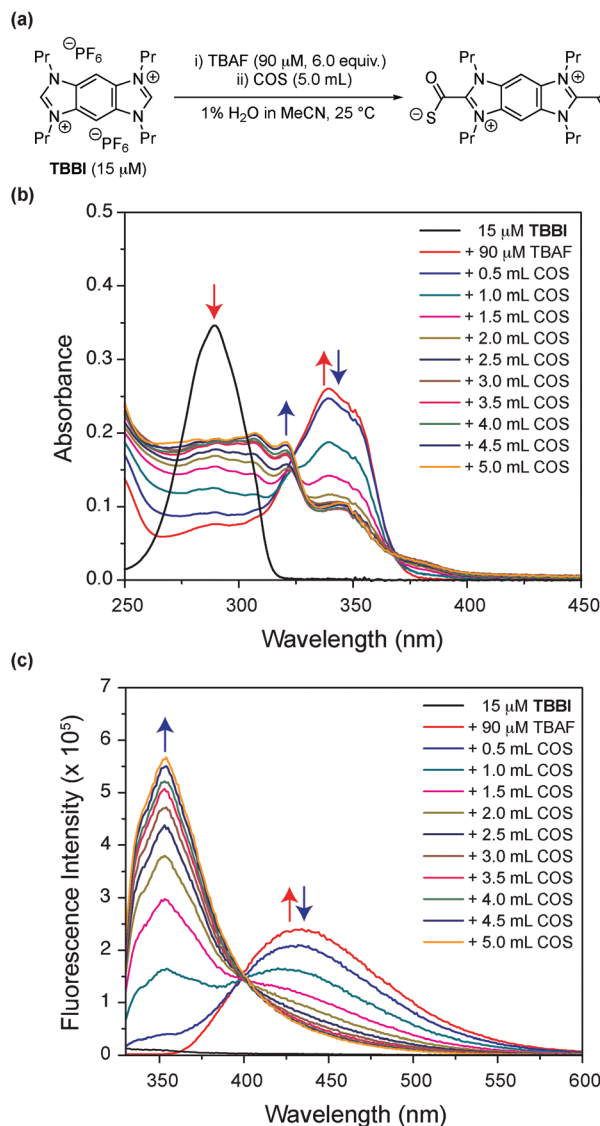 (a)
Pr ⊖PF6 Pr
N N
N N
Pr Pr
⊖PF6
TBBI (15 μM)
i) TBAF (90 μM, 6.0 equiv.)
ii) COS (5.0 mL)
1% H2O in MeCN, 25 °C
Pr Pr
O N N
S N N
Pr Pr
(b)
Absorbance
0.5
0.4
0.3
0.2
0.1
0.0
250 300 350 400 450
Wavelength (nm)
15 μM TBBI
+ 90 μM TBAF
+ 0.5 mL COS
+ 1.0 mL COS
+ 1.5 mL COS
+ 2.0 mL COS
+ 2.5 mL COS
+ 3.0 mL COS
+ 3.5 mL COS
+ 4.0 mL COS
+ 4.5 mL COS
+ 5.0 mL COS
(c)
Fluorescence Intensity (x 10⁵)
7
6
5
4
3
2
1
0
350 400 450 500 550 600
Wavelength (nm)
15 μM TBBI
+ 90 μM TBAF
+ 0.5 mL COS
+ 1.0 mL COS
+ 1.5 mL COS
+ 2.0 mL COS
+ 2.5 mL COS
+ 3.0 mL COS
+ 3.5 mL COS
+ 4.0 mL COS
+ 4.5 mL COS
+ 5.0 mL COS